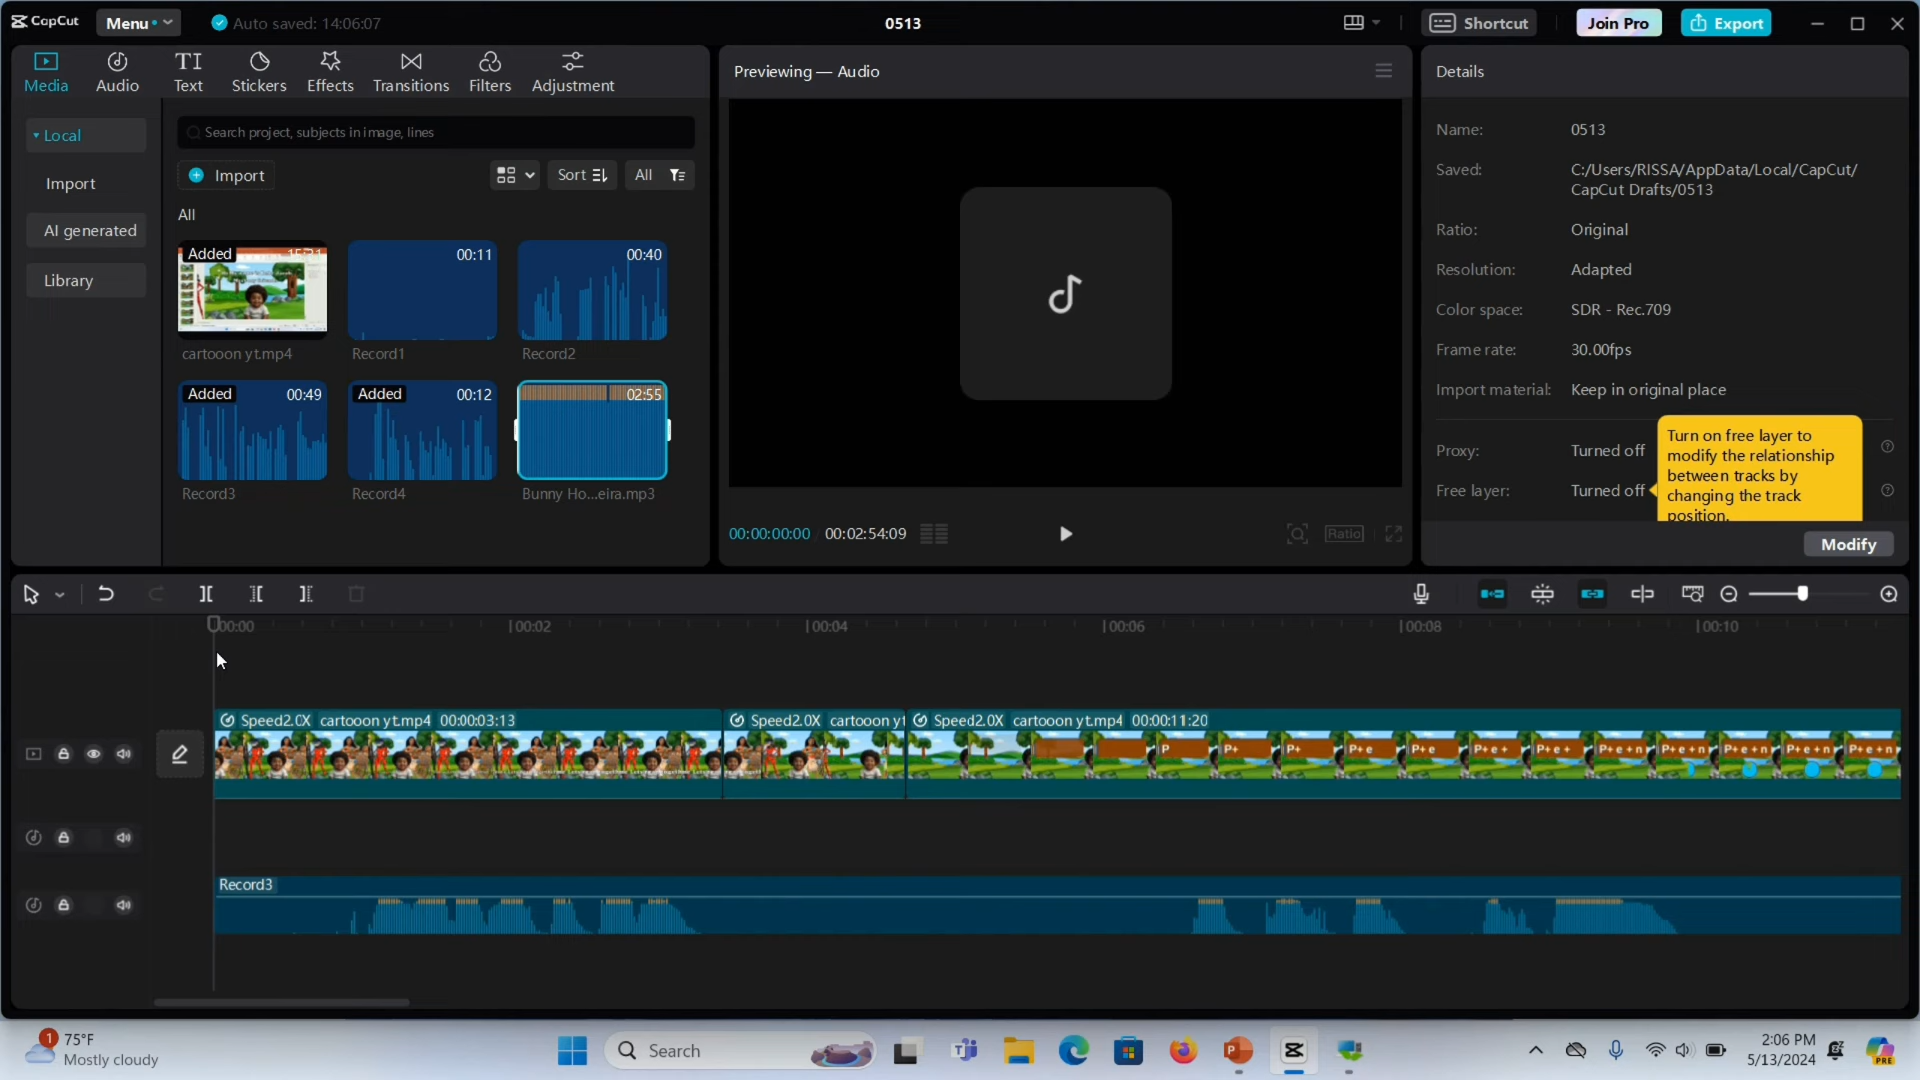 CapCut
Menu
Auto saved: 14:06:07
0513
Shortcut
Join Pro
Export
Media
Audio
TI
Text
Stickers
Effects
Transitions
Filters
Adjustment
Local
Import
AI generated
Library
Search project, subjects in image, lines
Import
Sort
All
All
Added
cartooon yt.mp4
00:11
Record1
00:40
Record2
Added
00:49
Record3
Added
00:12
Record4
02:55
Bunny Ho...eira.mp3
Previewing — Audio
00:00:00:00
00:02:54:09
Ratio
Details
Name:
0513
Saved:
C:/Users/RISSA/AppData/Local/CapCut/
CapCut Drafts/0513
Ratio:
Original
Resolution:
Adapted
Color space:
SDR - Rec.709
Frame rate:
30.00fps
Import material:
Keep in original place
Proxy:
Turned off
Free layer:
Turned off
Turn on free layer to
modify the relationship
between tracks by
changing the track
position.
Modify
00:00
00:02
00:04
00:06
00:08
00:10
Speed2.0X cartooon yt.mp4 00:00:03:13
Speed2.0X cartooon yt
Speed2.0X cartooon yt.mp4 00:00:11:20
P
P+
P+
P+e
P+e
P+e+
P+e+
P+e+n
P+e+n
P+e+n
P+e+n
P+e+n
Record3
1
75°F
Mostly cloudy
Search
2:06 PM
5/13/2024
PRE